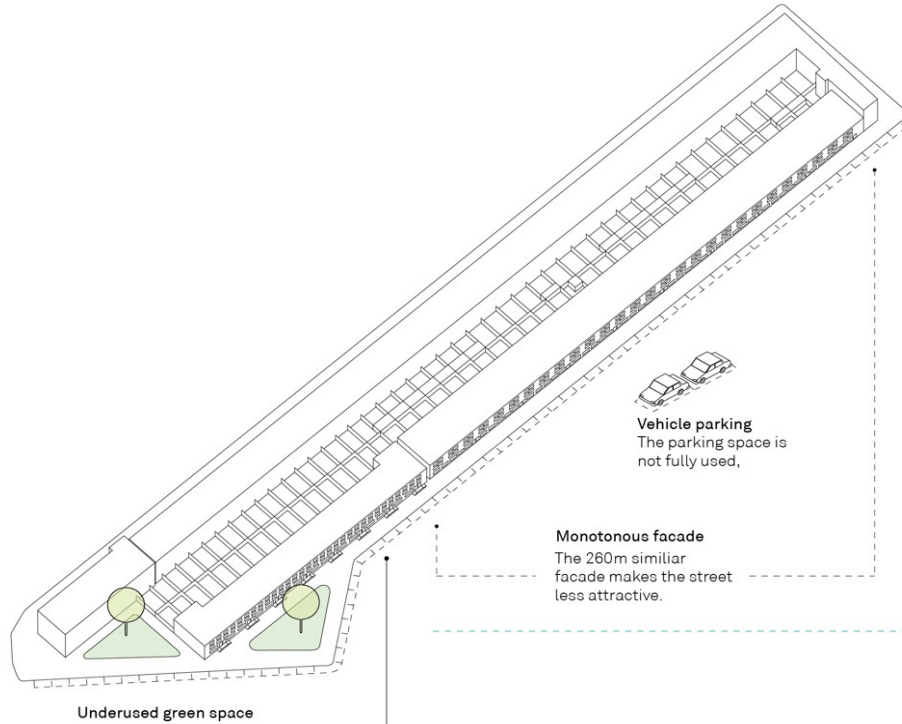 Vehicle parking
The parking space is
not fully used,
Monotonous facade
The 260m similiar
facade makes the street
less attractive.
Underused green space